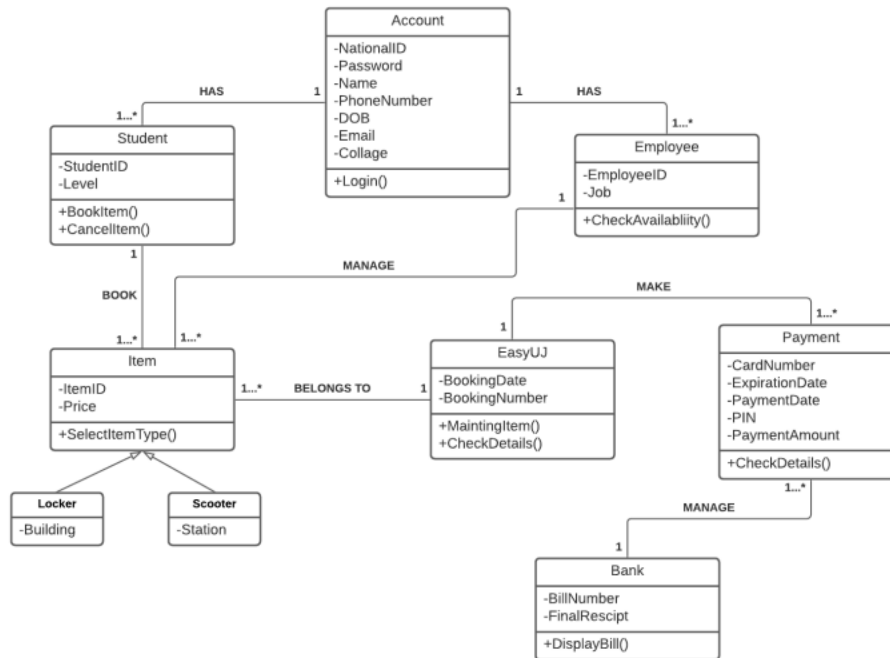 Account
-NationalID
-Password
-Name
-PhoneNumber
-DOB
-Email
-Collage
+Login()
HAS
1
1...*
1
HAS
1...*
Student
-StudentID
-Level
+BookItem()
+CancelItem()
1
Employee
-EmployeeID
-Job
+CheckAvabliity()
1
MANAGE
1...*
BOOK
1...*
Item
-ItemID
-Price
+SelectItemType()
1...*
BELONGS TO
1
EasyUJ
-BookingDate
-BookingNumber
+MaintingItem()
+CheckDetails()
1
MAKE
1...*
Payment
-CardNumber
-ExpirationDate
-PaymentDate
-PIN
-PaymentAmount
+CheckDetails()
1...*
Locker
-Building
Scooter
-Station
MANAGE
1
Bank
-BillNumber
-FinalRescipt
+DisplayBill()